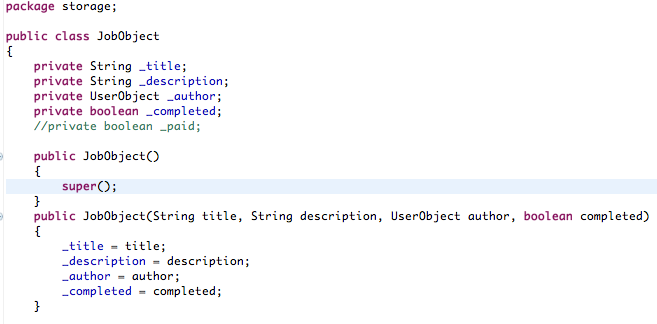 package storage;
public class JobObject
{
    private String _title;
    private String _description;
    private UserObject _author;
    private boolean _completed;
    //private boolean _paid;
    public JobObject()
    {
        super();
    }
    public JobObject(String title, String description, UserObject author, boolean completed)
    {
        _title = title;
        _description = description;
        _author = author;
        _completed = completed;
    }